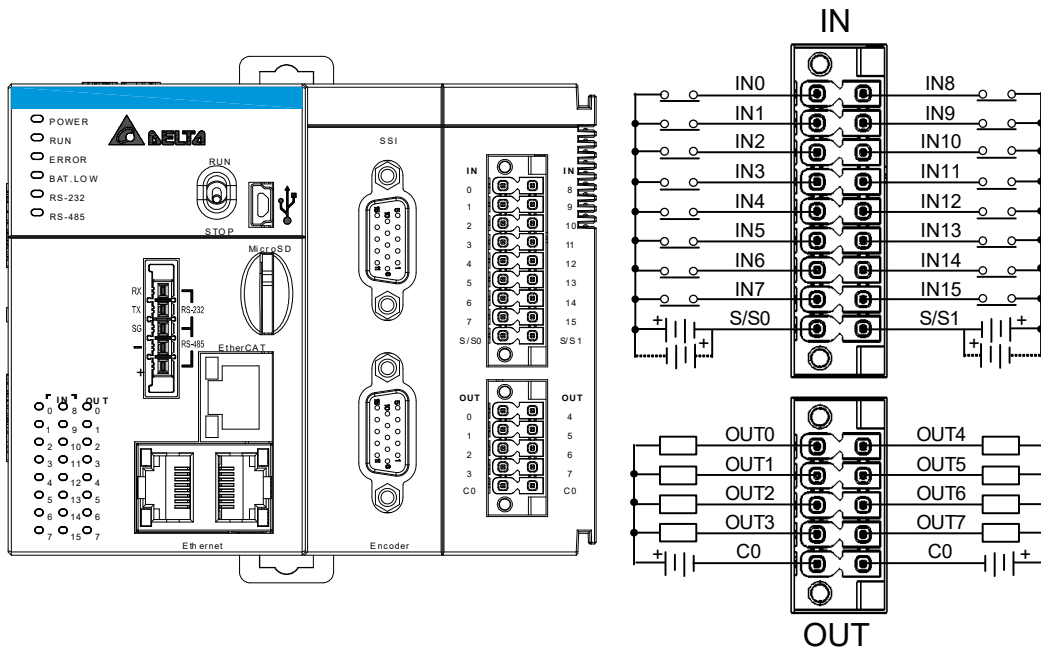 POWER
RUN
ERROR
BAT.LOW
RS-232
RS-485
DELTA
RUN
STOP
MicroSD
RX
TX
SG
−
+
RS-232
RS-485
EtherCAT
IN OUT
0 8 0
1 9 1
2 10 2
3 11 3
4 12 4
5 13 5
6 14 6
7 15 7
Ethernet
SSI
Encoder
IN IN
0 8
1 9
2 10
3 11
4 12
5 13
6 14
7 15
S/S0 S/S1
OUT OUT
0 4
1 5
2 6
3 7
C0 C0
IN
IN0 IN8
IN1 IN9
IN2 IN10
IN3 IN11
IN4 IN12
IN5 IN13
IN6 IN14
IN7 IN15
+ S/S0 S/S1 +
+ +
OUT0 OUT4
OUT1 OUT5
OUT2 OUT6
OUT3 OUT7
+ C0 C0 +
OUT